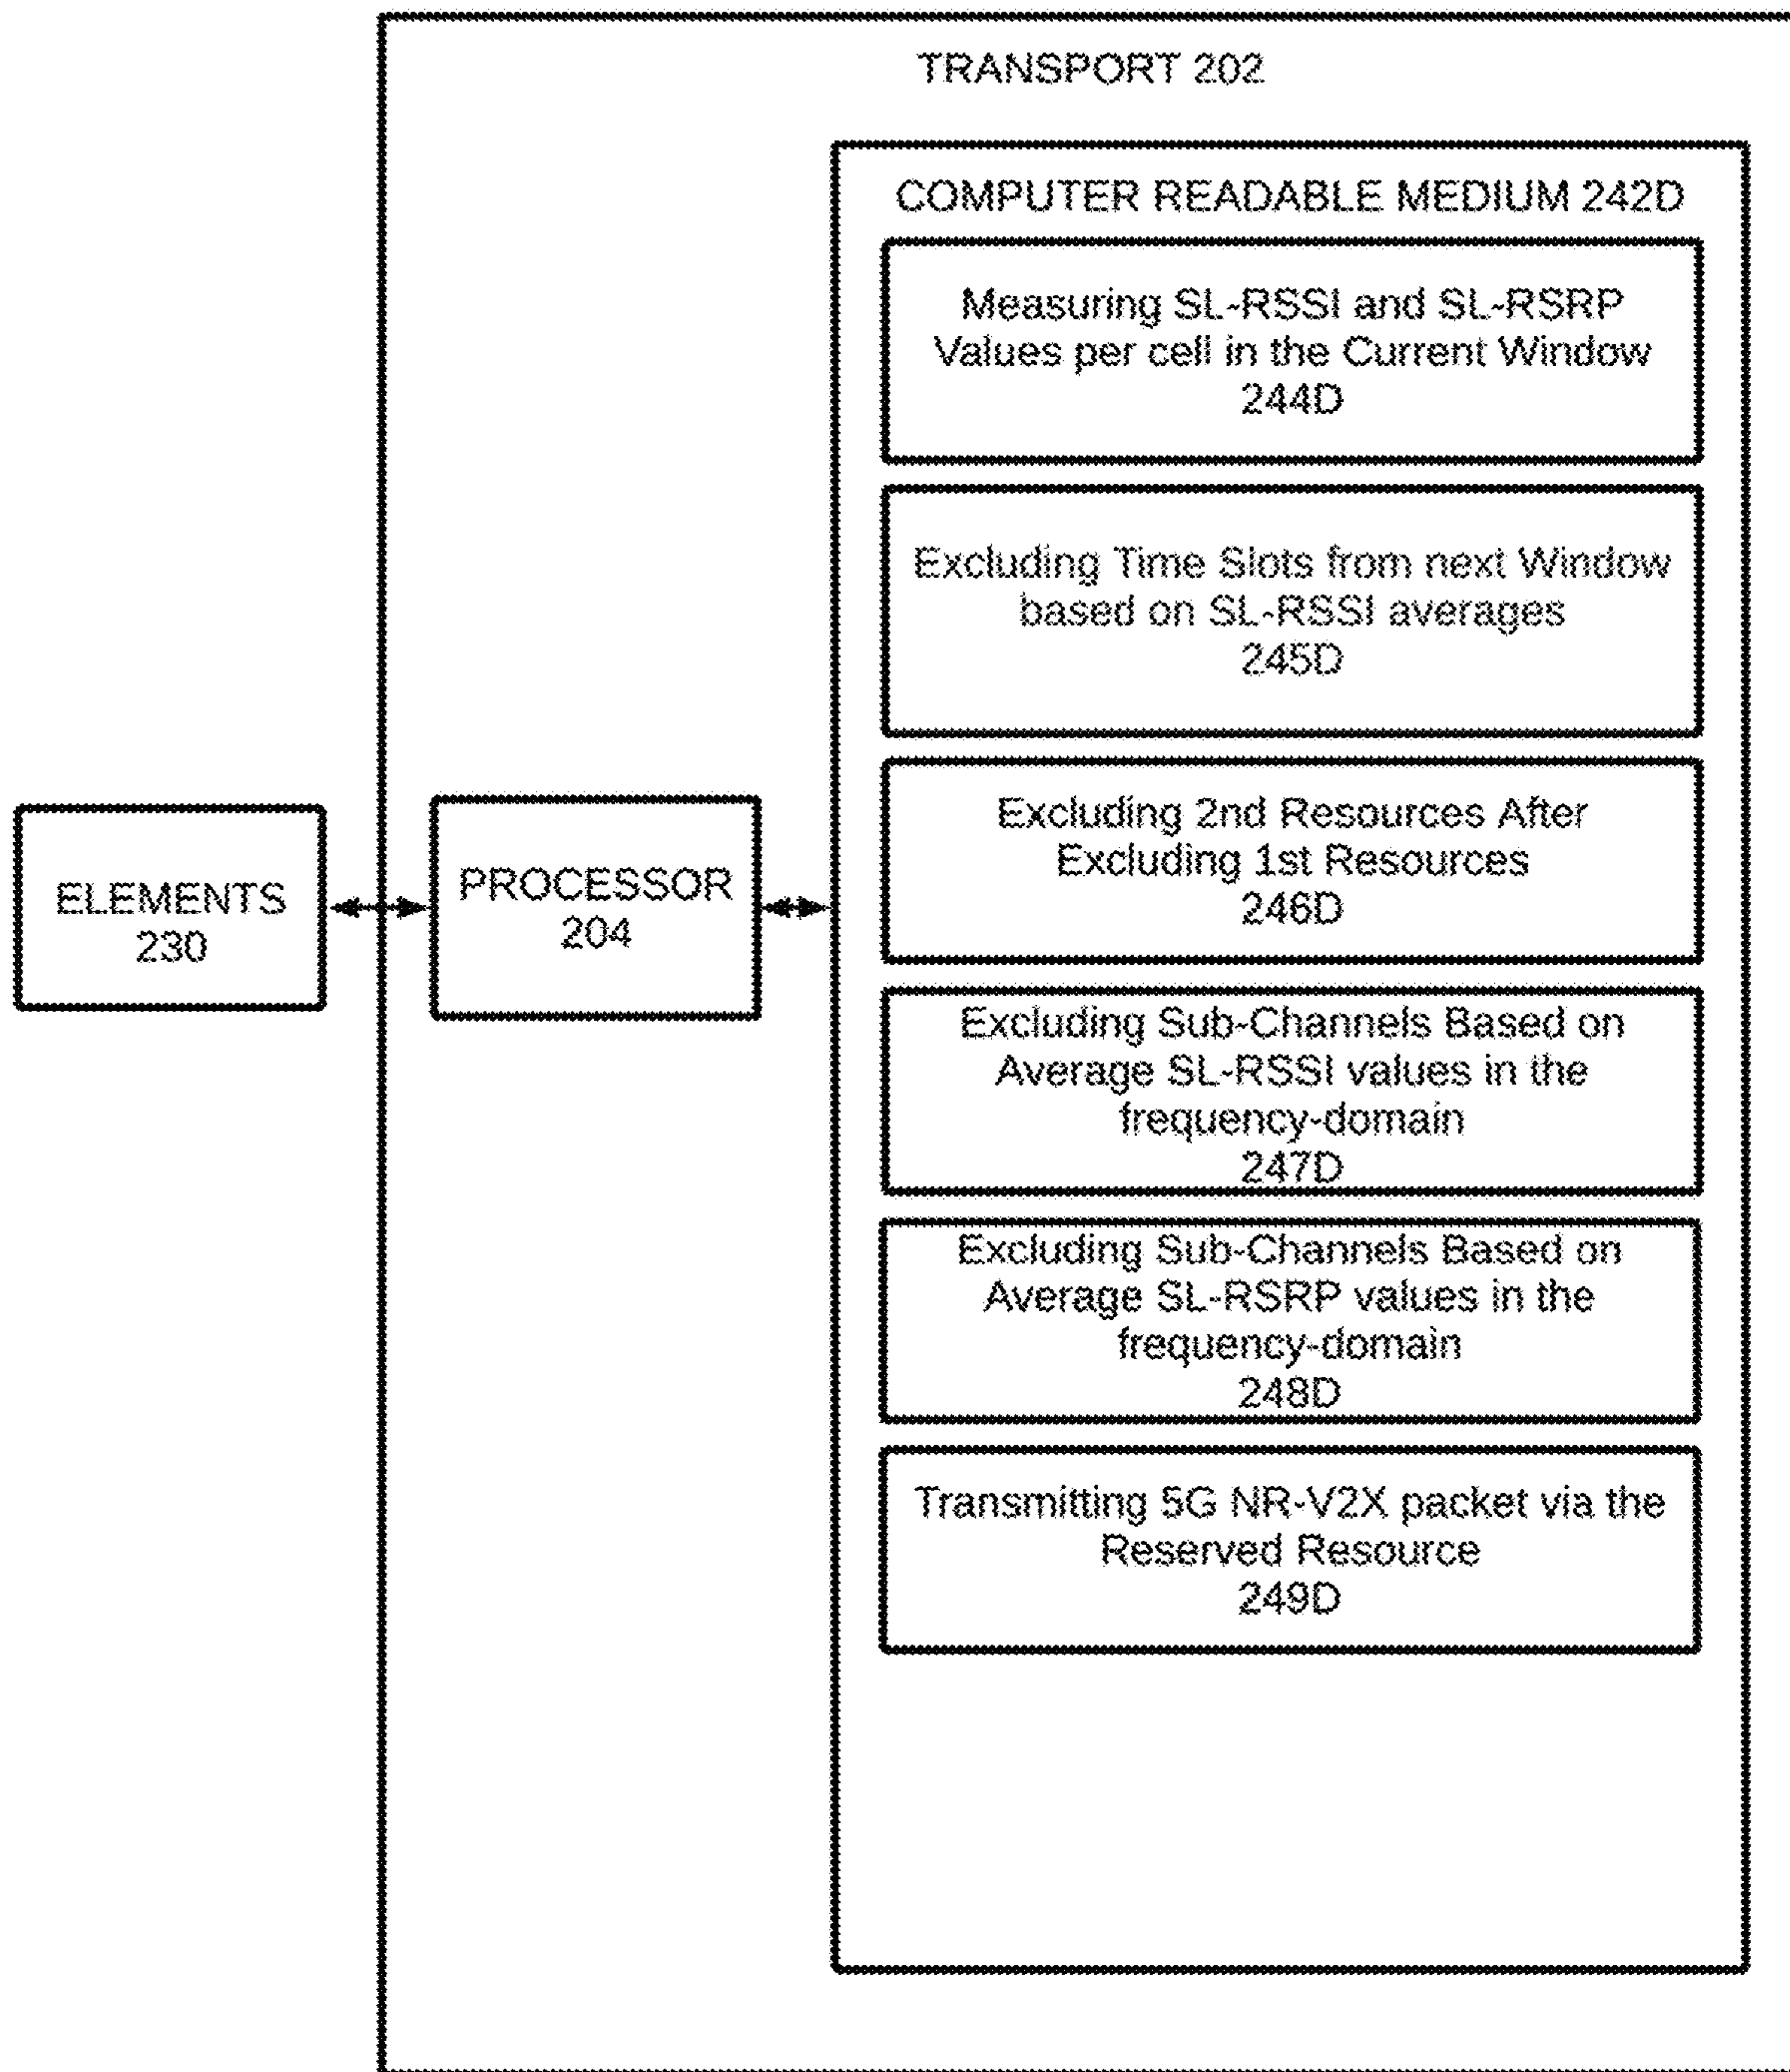 TRANSPORT 202
COMPUTER READABLE MEDIUM 242D
Measuring SL-RSSI and SL-RSRP
Values per cell in the Current Window
244D
Excluding Time Slots from next Window
based on SL-RSSI averages
245D
Excluding 2nd Resources After
Excluding 1st Resources
246D
ELEMENTS
230
PROCESSOR
204
Excluding Sub-Channels Based on
Average SL-RSSI values in the
frequency-domain
247D
Excluding Sub-Channels Based on
Average SL-RSRP values in the
frequency-domain
248D
Transmitting 5G NR-V2X packet via the
Reserved Resource
249D